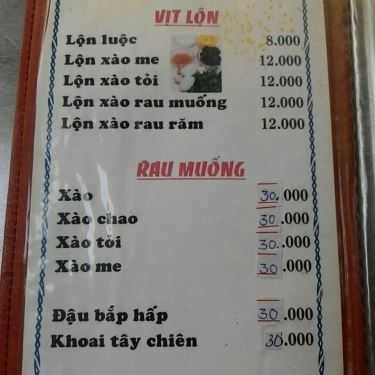 VỊT LỘN
Lộn luộc 8.000
Lộn xào me 12.000
Lộn xào tỏi 12.000
Lộn xào rau muống 12.000
Lộn xào rau răm 12.000
RAU MUỐNG
Xào 30.000
Xào chao 30.000
Xào tỏi 30.000
Xào me 30.000
Đậu bắp hấp 30.000
Khoai tây chiên 30.000